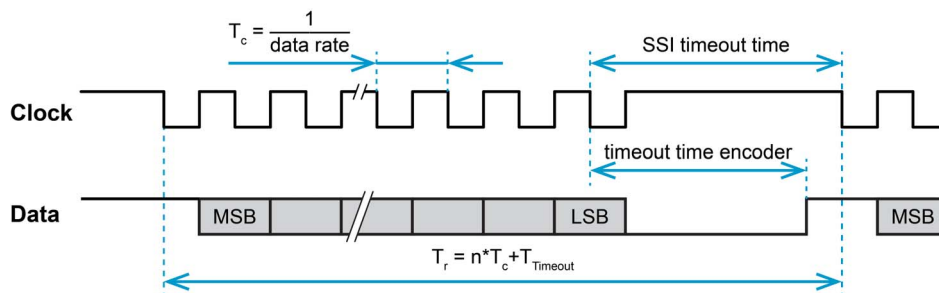 T_c = 1 / data rate
SSI timeout time
Clock
timeout time encoder
Data
MSB
LSB
MSB
T_r = n*T_c+T_Timeout